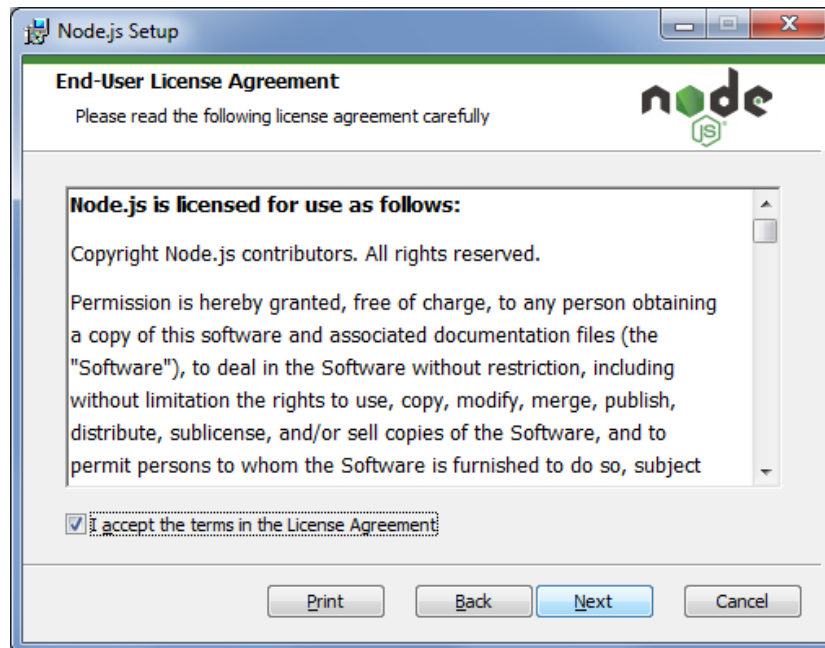 Node.js Setup
End-User License Agreement
Please read the following license agreement carefully
node
JS
Node.js is licensed for use as follows:
Copyright Node.js contributors. All rights reserved.
Permission is hereby granted, free of charge, to any person obtaining
a copy of this software and associated documentation files (the
"Software"), to deal in the Software without restriction, including
without limitation the rights to use, copy, modify, merge, publish,
distribute, sublicense, and/or sell copies of the Software, and to
permit persons to whom the Software is furnished to do so, subject
I accept the terms in the License Agreement
Print Back Next Cancel